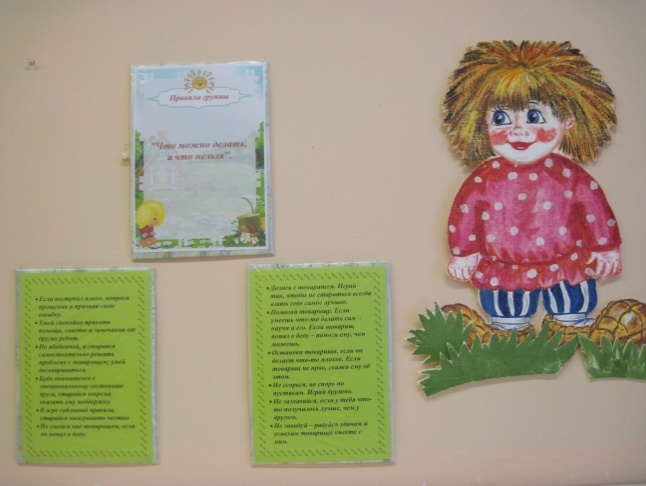 Правила группы
"Что можно делать,
а что нельзя".
• Если поступил плохо, попроси
прощения и признай свою
ошибку.
• Умей спокойно принять
помощь, советы и замечания от
других ребят.
• Не обособляй, а старайся
самостоятельно решать
проблему с товарищем; умей
договариваться.
• Будь внимателен к
эмоциональному состоянию
друга, старайся вовремя
оказать ему поддержку.
• В игре соблюдай правила,
старайся выигрывать честно
• Не смейся над товарищем, если
он попал в беду.
• Делись с товарищем. Играй
так, чтобы не стараться всегда
взять себе самое лучшее.
• Помогай товарищу. Если
умеешь что-то делать сам –
научи и его. Если товарищ
попал в беду – помоги ему, чем
можешь.
• Останови товарища, если он
делает что-то плохое. Если
товарищ не прав, скажи ему об
этом.
• Не ссорься, не спорь по
пустякам. Играй дружно.
• Не зазнавайся, если у тебя что-
то получилось лучше, чем у
других.
• Не завидуй – радуйся удачам и
успехам товарища вместе с
ним.